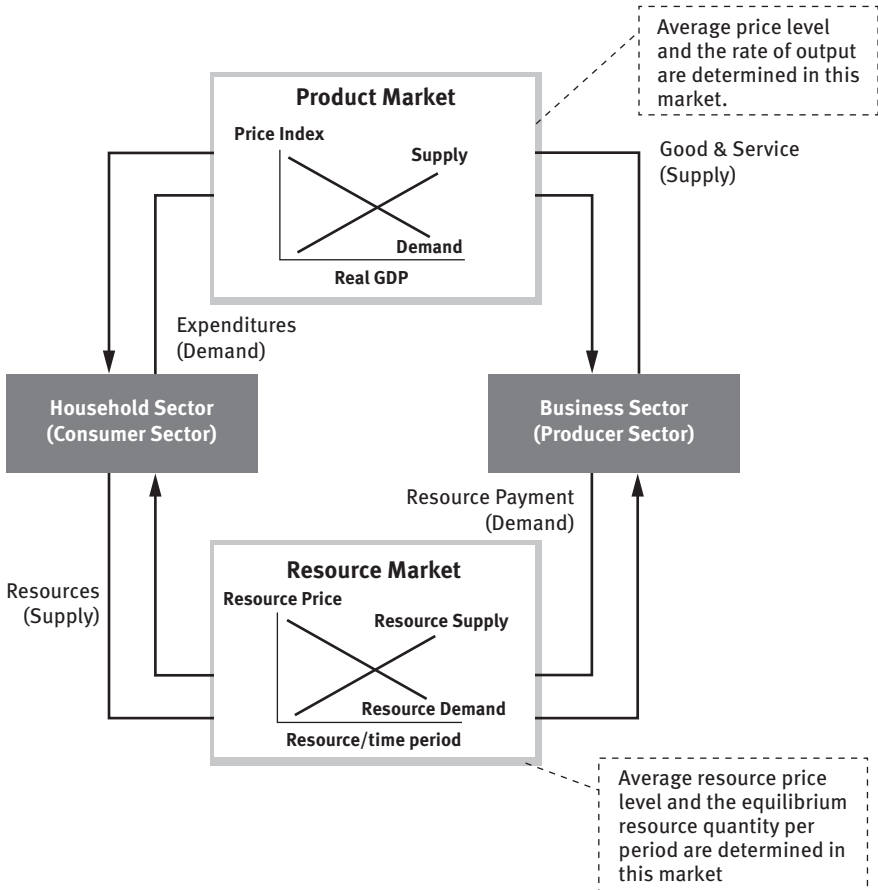 Average price level
and the rate of output
are determined in this
market.
Product Market
Price Index
Supply
Demand
Real GDP
Good & Service
(Supply)
Expenditures
(Demand)
Household Sector
(Consumer Sector)
Business Sector
(Producer Sector)
Resource Payment
(Demand)
Resources
(Supply)
Resource Market
Resource Price
Resource Supply
Resource Demand
Resource/time period
Average resource price
level and the equilibrium
resource quantity per
period are determined in
this market